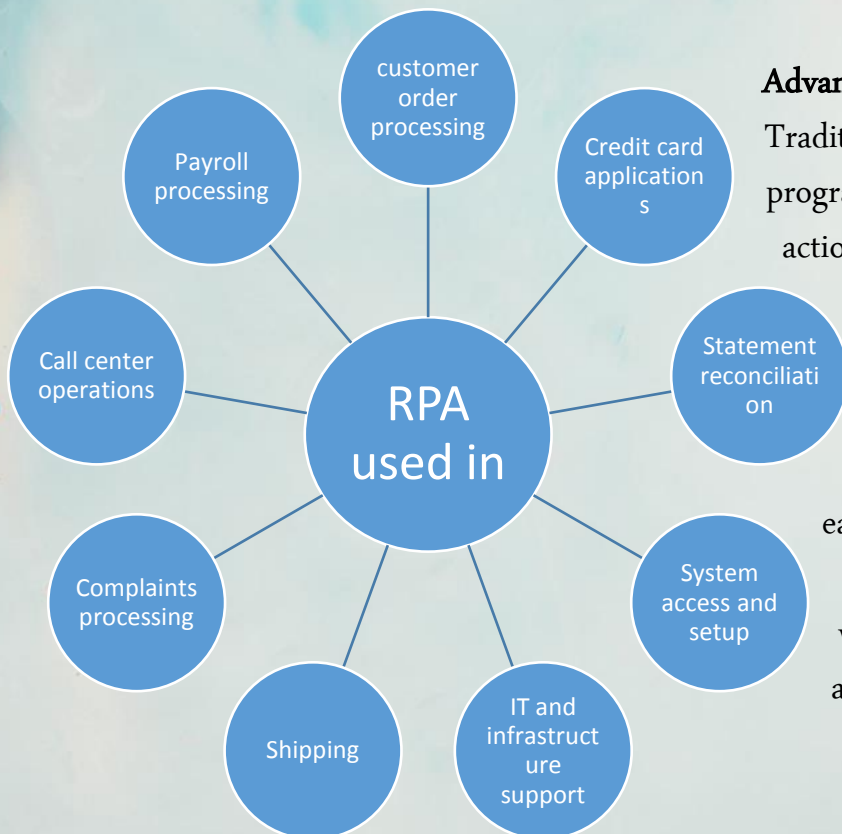 customer
order
processing
Credit card
application
s
Statement
reconciliati
on
System
access and
setup
IT and
infrastruct
ure
support
Shipping
Complaints
processing
Call center
operations
Payroll
processing
RPA
used in